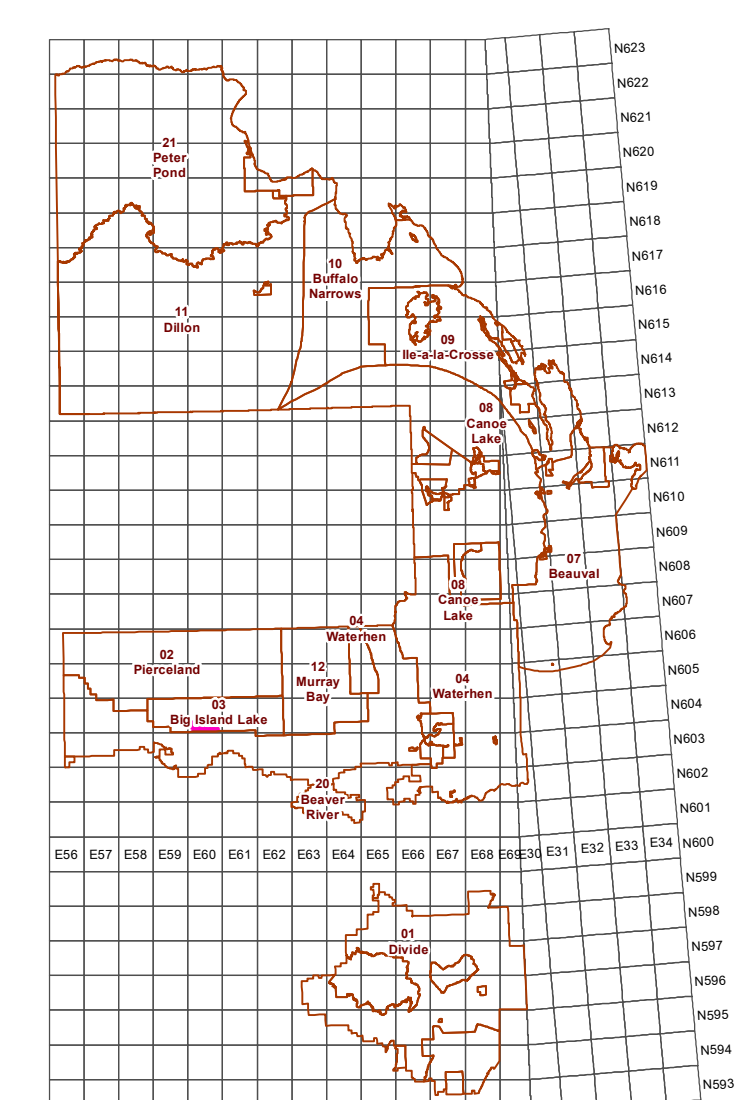 N623
N622
N621
N620
N619
N618
N617
N616
N615
N614
N613
N612
N611
N610
N609
N608
N607
N606
N605
N604
N603
N602
N601
N600
N599
N598
N597
N596
N595
N594
N593
21
Peter
Pond
10
Buffalo
Narrows
11
Dillon
09
Ile-a-la-Crosse
08
Canoe
Lake
07
Beauval
08
Canoe
Lake
04
Waterhen
02
Pierceland
12
Murray
Bay
04
Waterhen
03
Big Island Lake
20
Beaver
River
E56 E57 E58 E59 E60 E61 E62 E63 E64 E65 E66 E67 E68 E69 E30 E31 E32 E33 E34
01
Divide